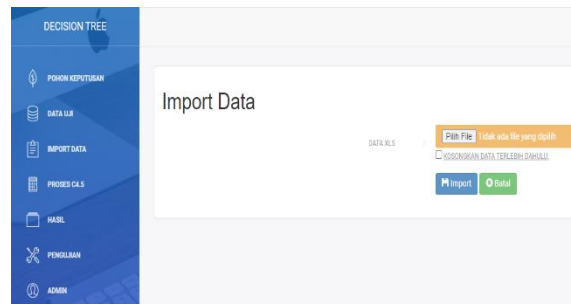 DECISION TREE
POHON KEPUTUSAN
DATA UJI
IMPORT DATA
PROSES C4.5
HASIL
PENGUJIAN
ADMIN
Import Data
DATA XLS :
Pilih File Tidak ada file yang dipilih
KOSONGKAN DATA TERLEBIH DAHULU.
Import Batal